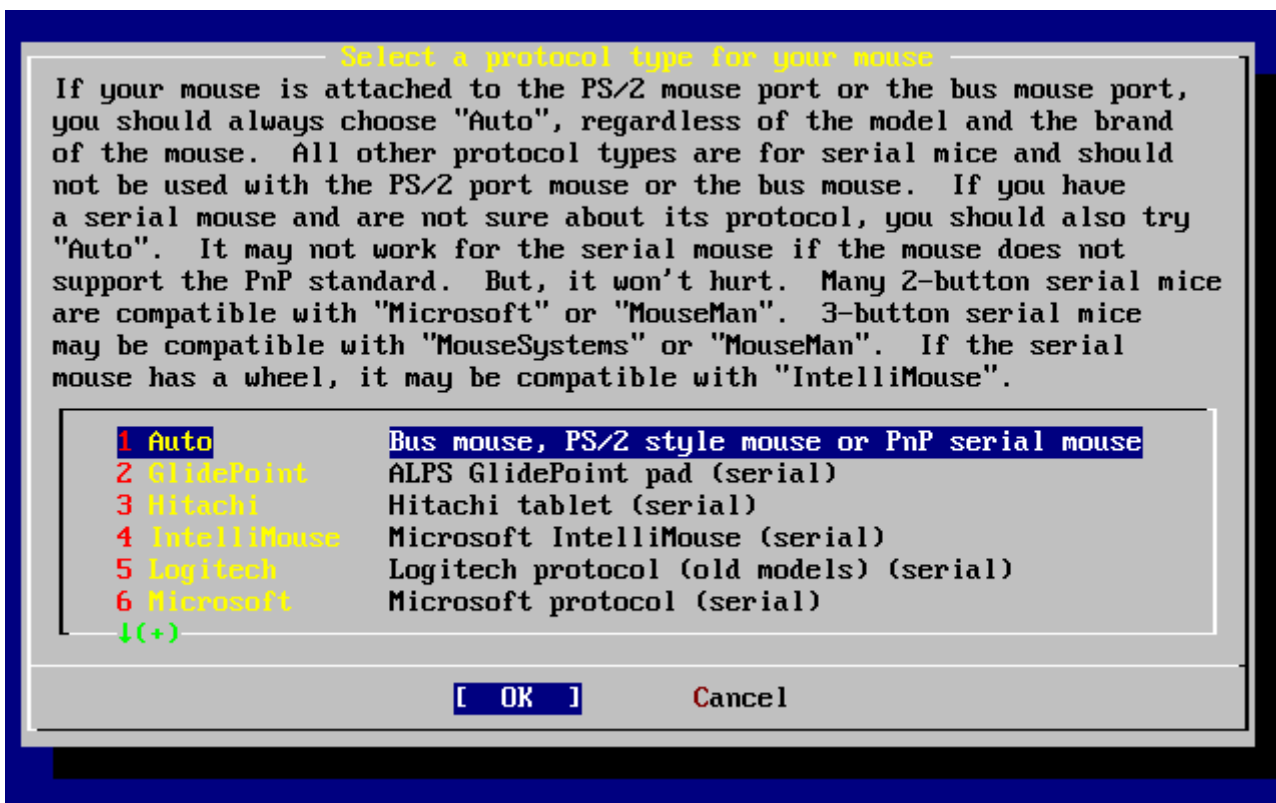 Select a protocol type for your mouse
If your mouse is attached to the PS/2 mouse port or the bus mouse port,
you should always choose "Auto", regardless of the model and the brand
of the mouse.  All other protocol types are for serial mice and should
not be used with the PS/2 port mouse or the bus mouse.  If you have
a serial mouse and are not sure about its protocol, you should also try
"Auto".  It may not work for the serial mouse if the mouse does not
support the PnP standard.  But, it won't hurt.  Many 2-button serial mice
are compatible with "Microsoft" or "MouseMan".  3-button serial mice
may be compatible with "MouseSystems" or "MouseMan".  If the serial
mouse has a wheel, it may be compatible with "IntelliMouse".
1 Auto Bus mouse, PS/2 style mouse or PnP serial mouse
2 GlidePoint ALPS GlidePoint pad (serial)
3 Hitachi Hitachi tablet (serial)
4 IntelliMouse Microsoft IntelliMouse (serial)
5 Logitech Logitech protocol (old models) (serial)
6 Microsoft Microsoft protocol (serial)
↓(+)
[ OK ] Cancel